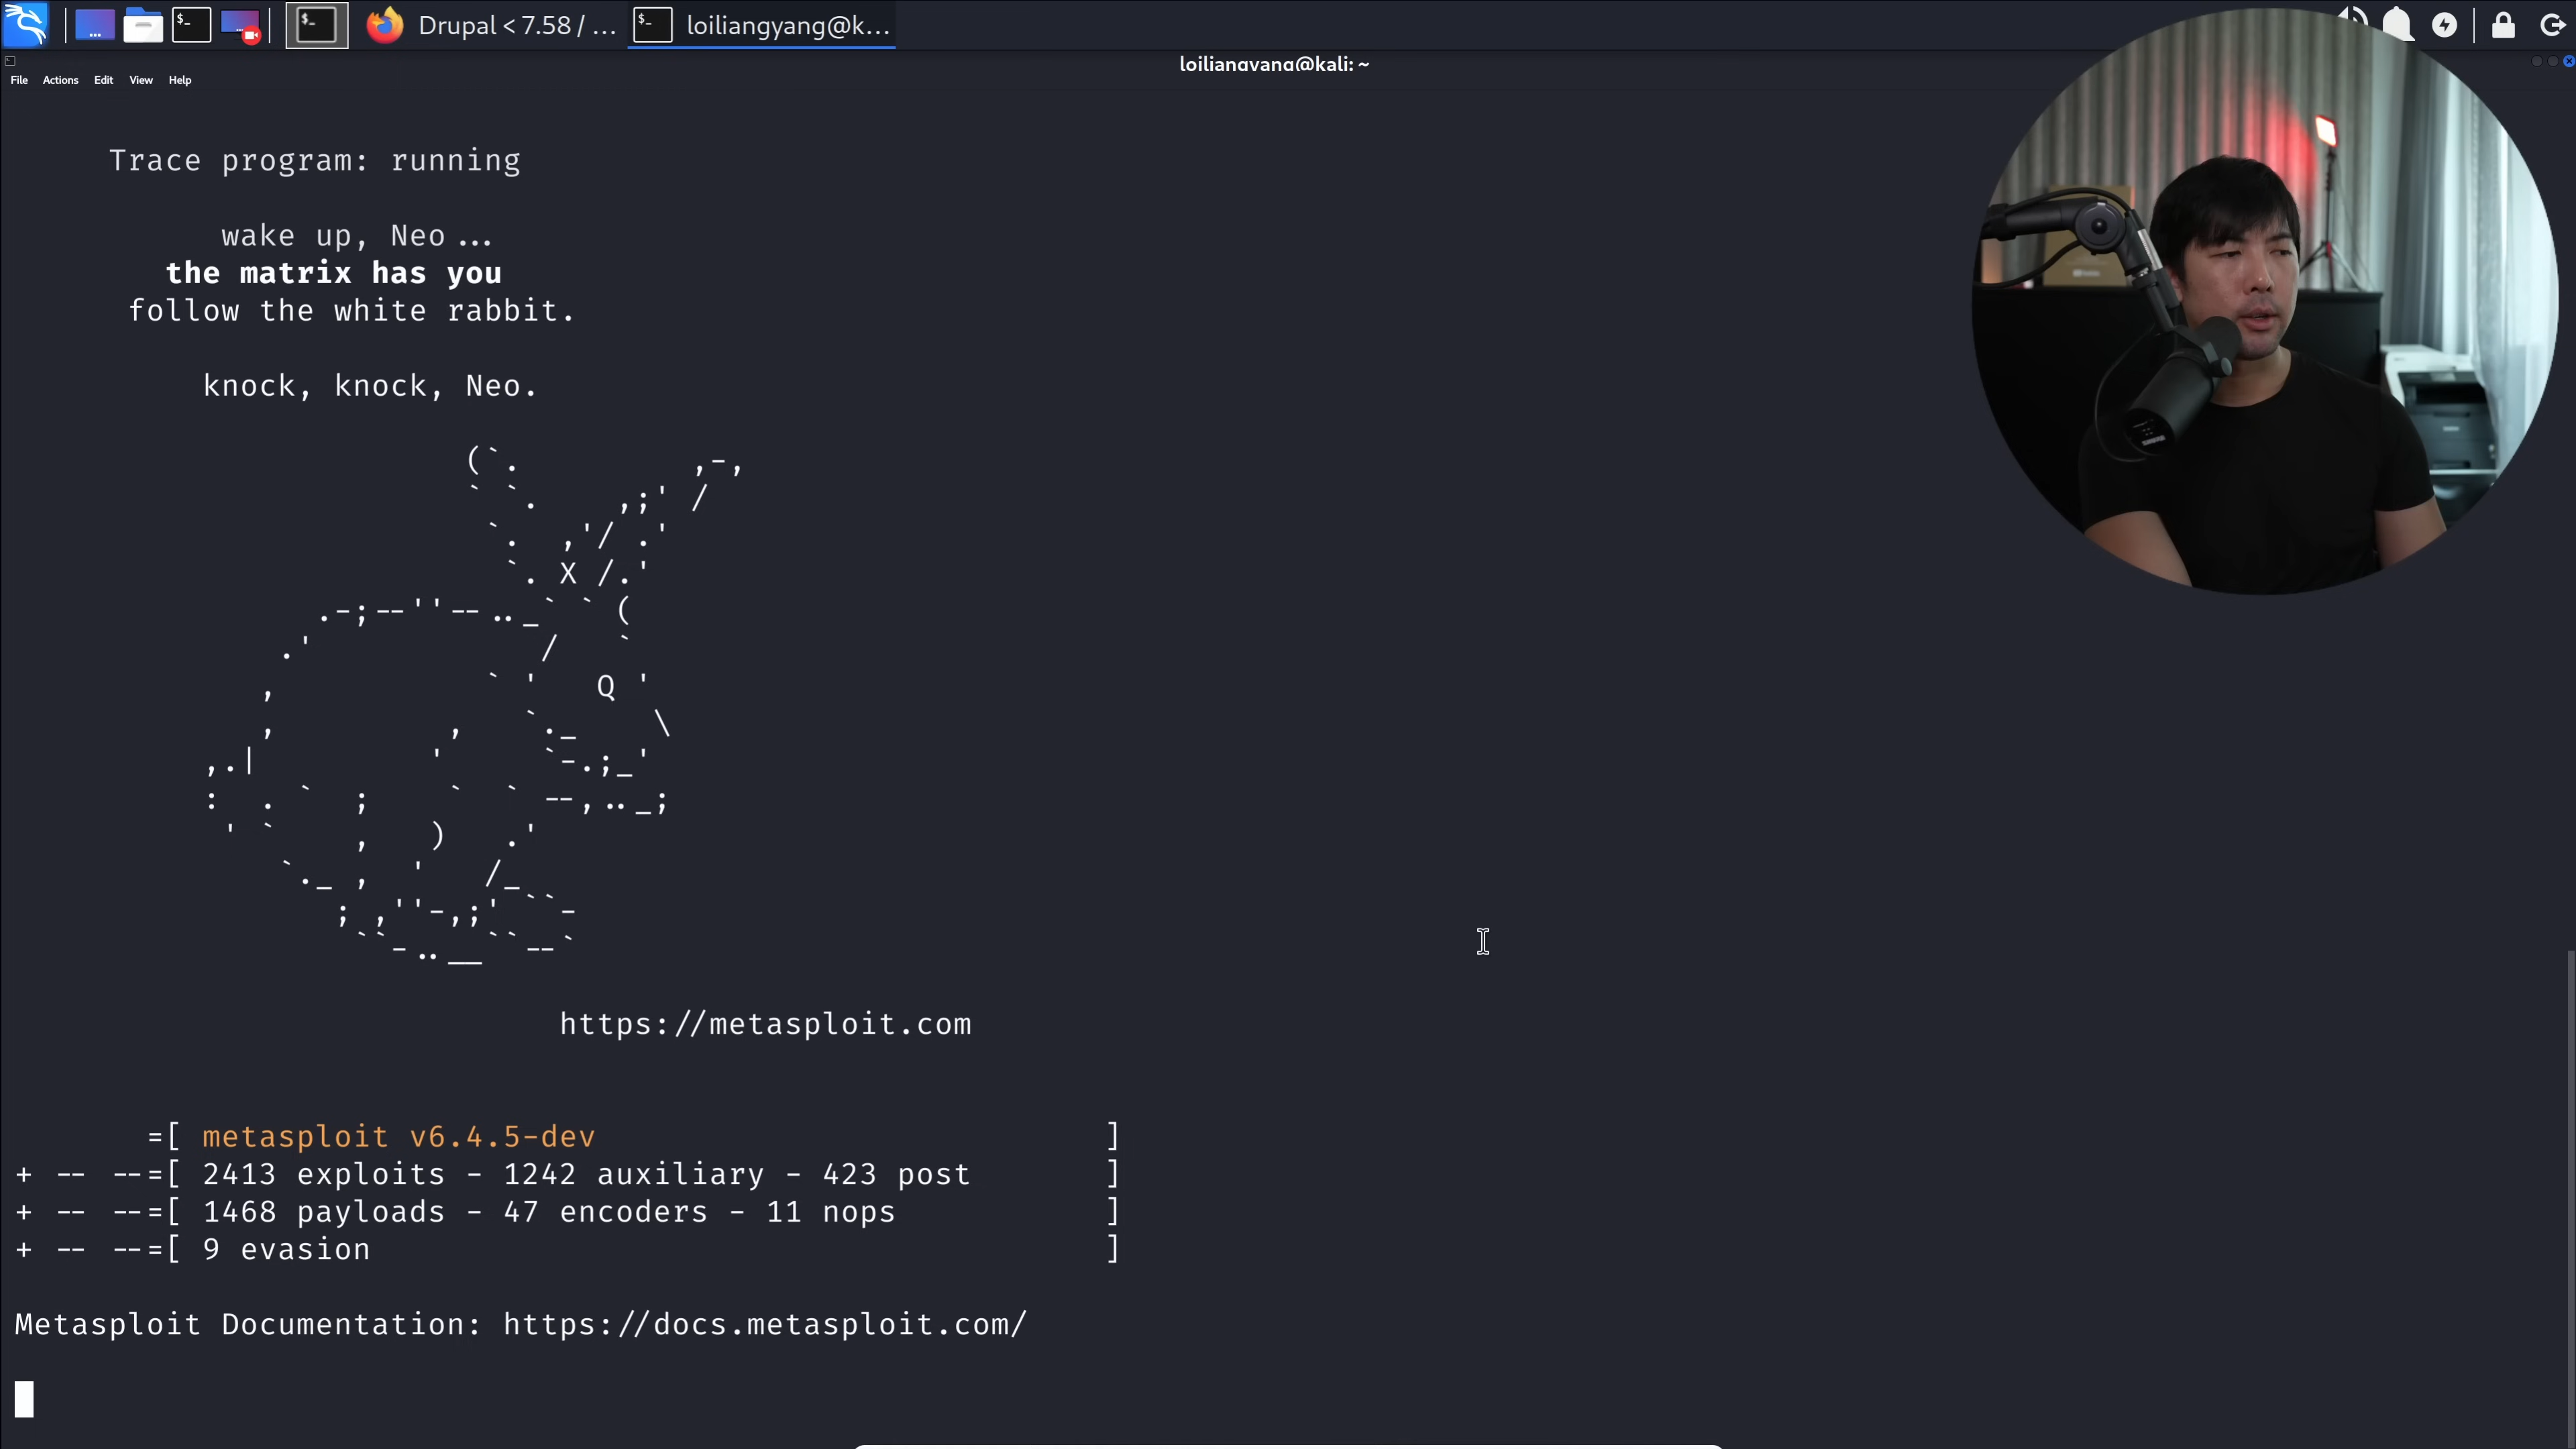 Drupal < 7.58 / ...
loiliangyang@k...
loiliangyang@kali: ~
File Actions Edit View Help
Trace program: running
wake up, Neo ...
the matrix has you
follow the white rabbit.
knock, knock, Neo.
(`. ,-,
` `. ,;' /
`. ,'/ .'
`. X /.'
.-;--''--.._` ` (
.' / `
, ` ' Q '
, , `._ \
,.| ' `-.;_'
: . ` ; ` ` --,.._;
' ` , ) .'
`._ , ' /_
; ,''-,;' ``-
``-..__``--`
https://metasploit.com
=[ metasploit v6.4.5-dev ]
+ -- --=[ 2413 exploits - 1242 auxiliary - 423 post ]
+ -- --=[ 1468 payloads - 47 encoders - 11 nops ]
+ -- --=[ 9 evasion ]
Metasploit Documentation: https://docs.metasploit.com/